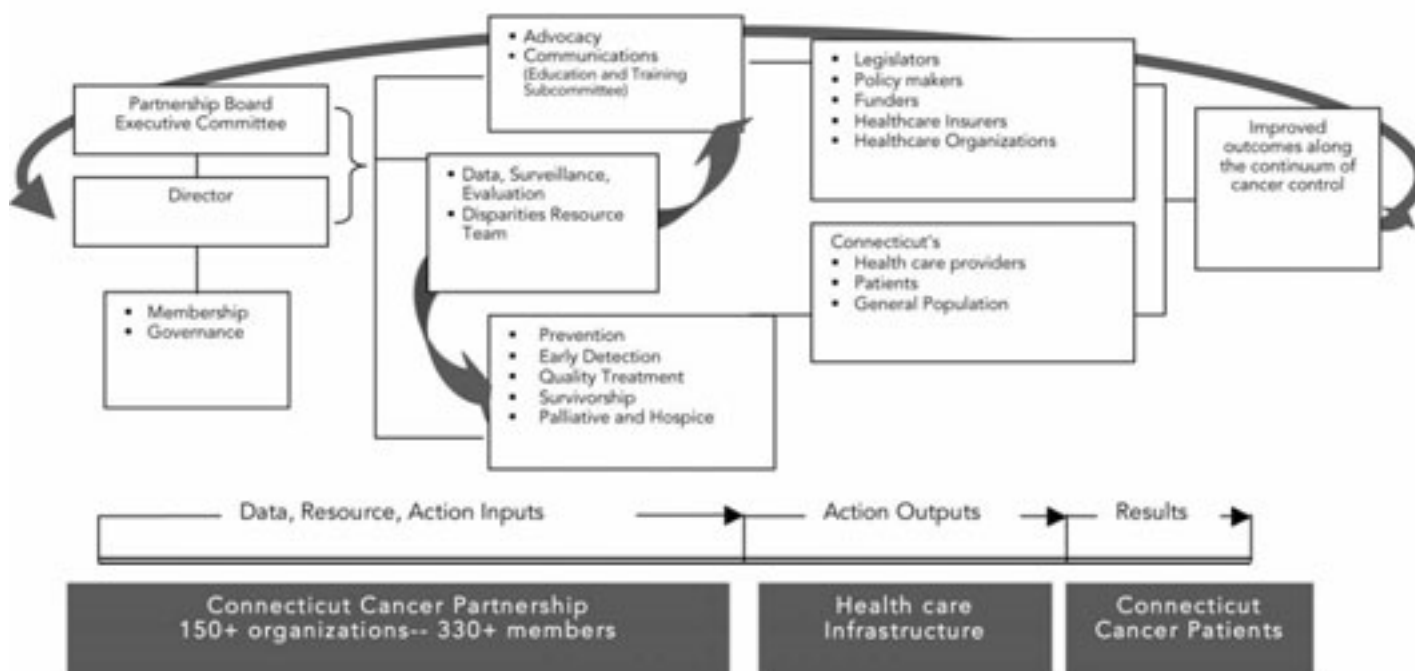 Partnership Board
Executive Committee
Director
▪ Membership
▪ Governance
▪ Advocacy
▪ Communications
(Education and Training
Subcommittee)
▪ Data, Surveillance,
Evaluation
▪ Disparities Resource
Team
▪ Prevention
▪ Early Detection
▪ Quality Treatment
▪ Survivorship
▪ Palliative and Hospice
▪ Legislators
▪ Policy makers
▪ Funders
▪ Healthcare Insurers
▪ Healthcare Organizations
Connecticut's
▪ Health care providers
▪ Patients
▪ General Population
Improved
outcomes along
the continuum of
cancer control
Data, Resource, Action Inputs
Action Outputs
Results
Connecticut Cancer Partnership
150+ organizations-- 330+ members
Health care
Infrastructure
Connecticut
Cancer Patients